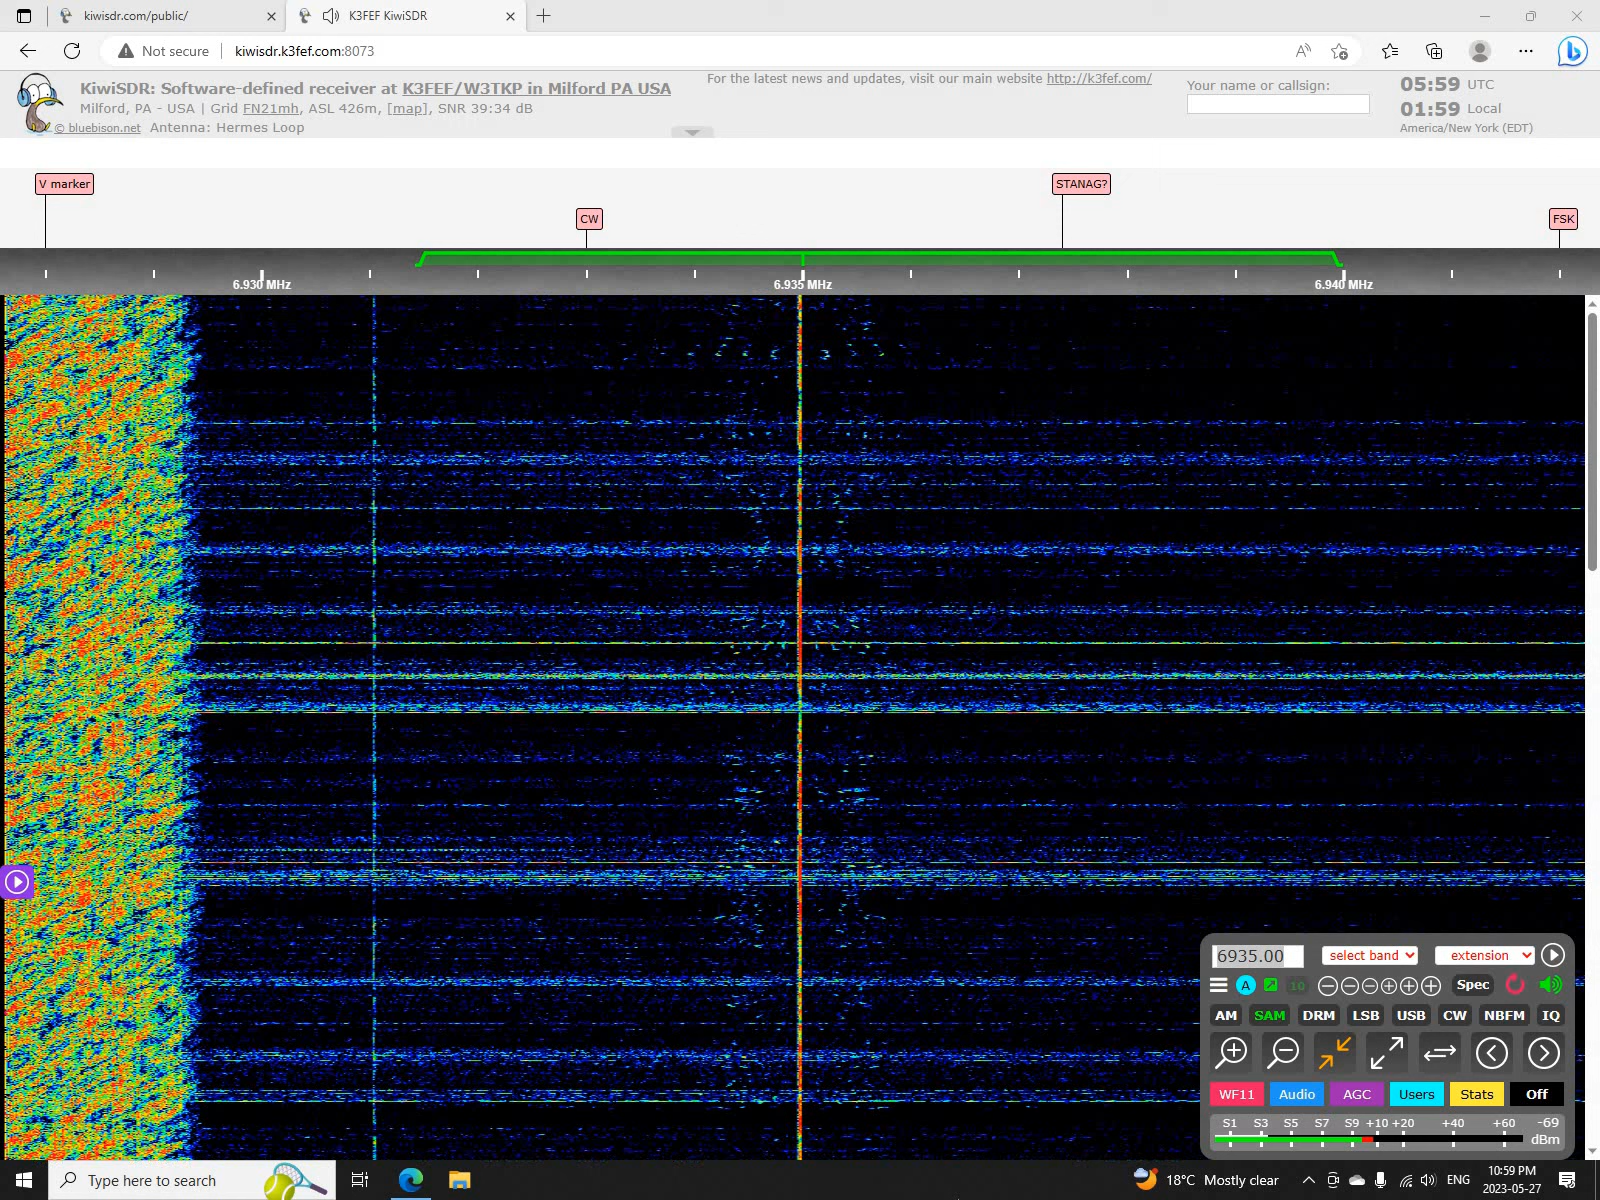 kiwisdr.com/public/
K3FEF KiwiSDR
Not secure
kiwisdr.k3fef.com:8073
KiwiSDR: Software-defined receiver at K3FEF/W3TKP in Milford PA USA
Milford, PA - USA | Grid FN21mh, ASL 426m, [map], SNR 39:34 dB
© bluebison.net Antenna: Hermes Loop
For the latest news and updates, visit our main website http://k3fef.com/
Your name or callsign:
05:59 UTC
01:59 Local
America/New York (EDT)
V marker
STANAG?
CW
FSK
6.930 MHz
6.935 MHz
6.940 MHz
6935.00
select band
extension
A
10
Spec
AM SAM DRM LSB USB CW NBFM IQ
WF11 Audio AGC Users Stats Off
S1 S3 S5 S7 S9 +10 +20 +40 +60 -69
dBm
Type here to search
18°C Mostly clear
ENG
10:59 PM
2023-05-27